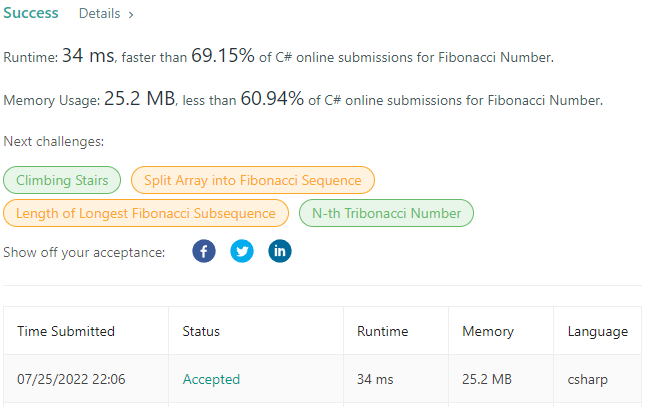 Success Details >
Runtime: 34 ms, faster than 69.15% of C# online submissions for Fibonacci Number.
Memory Usage: 25.2 MB, less than 60.94% of C# online submissions for Fibonacci Number.
Next challenges:
Climbing Stairs Split Array into Fibonacci Sequence
Length of Longest Fibonacci Subsequence N-th Tribonacci Number
Show off your acceptance: f in
Time Submitted Status Runtime Memory Language
07/25/2022 22:06 Accepted 34 ms 25.2 MB csharp